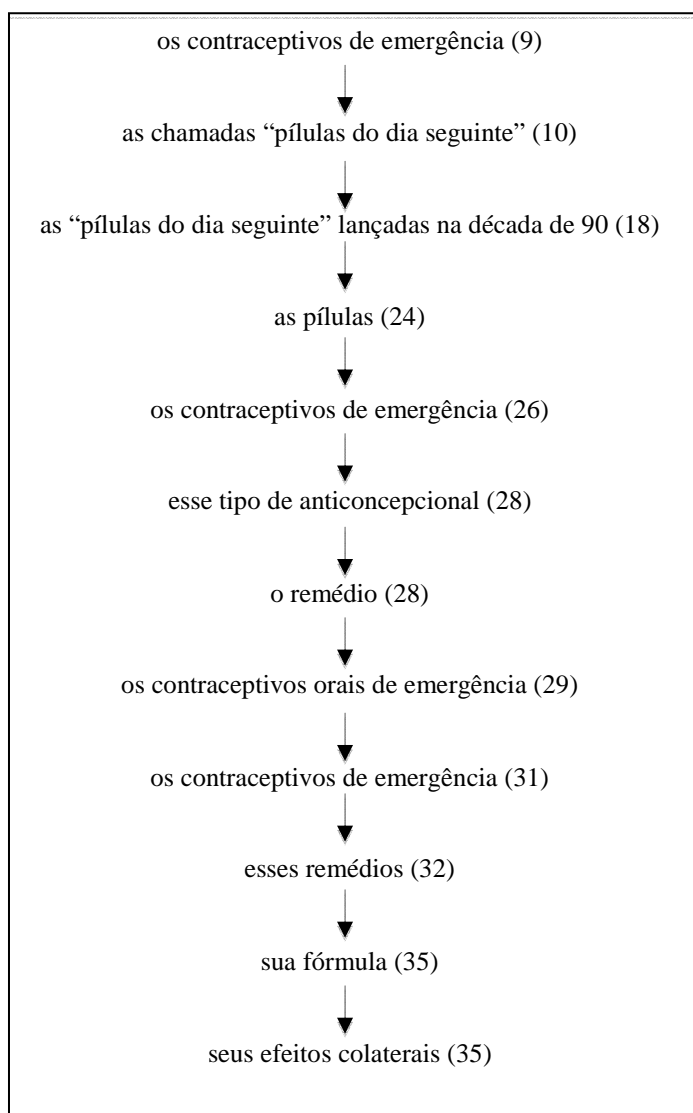 os contraceptivos de emergência (9)
as chamadas “pílulas do dia seguinte” (10)
as “pílulas do dia seguinte” lançadas na década de 90 (18)
as pílulas (24)
os contraceptivos de emergência (26)
esse tipo de anticoncepcional (28)
o remédio (28)
os contraceptivos orais de emergência (29)
os contraceptivos de emergência (31)
esses remédios (32)
sua fórmula (35)
seus efeitos colaterais (35)